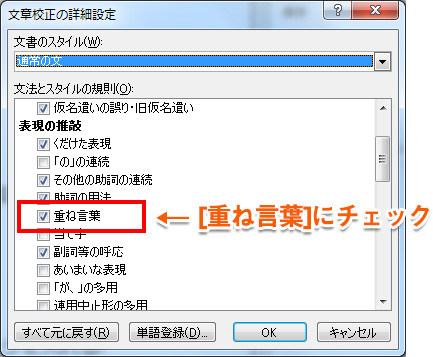 文章校正の詳細設定
文書のスタイル(W):
通常の文
文法とスタイルの規則(O):
仮名遣いの誤り・旧仮名遣い
表現の推敲
くだけた表現
「の」の連続
その他の助詞の連続
助詞の用法
重ね言葉
← [重ね言葉]にチェック
当て字
副詞等の呼応
あいまいな表現
「が、」の多用
連用中止形の多用
すべて元に戻す(R) 単語登録(D)... OK キャンセル